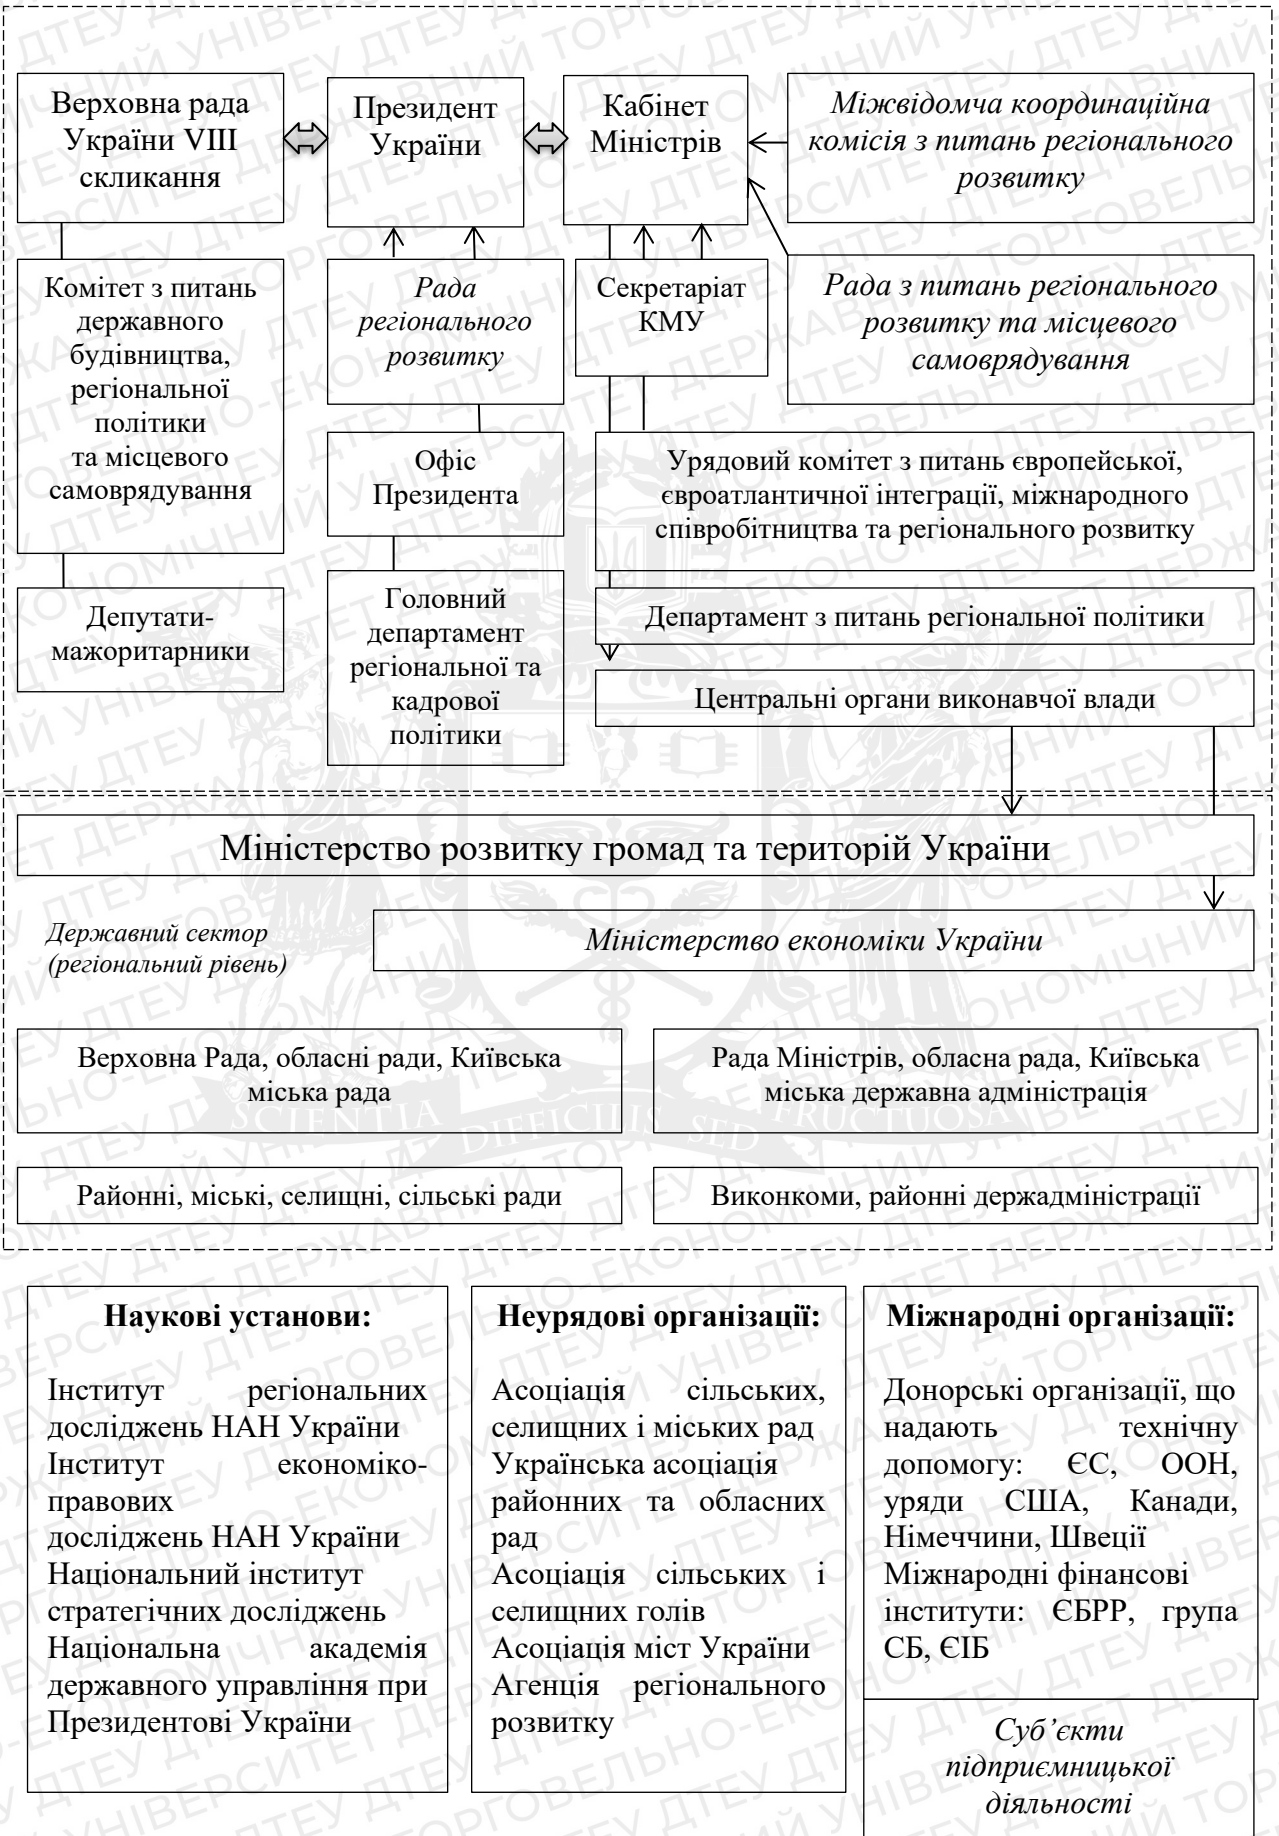 Верховна рада
України VIII
скликання
Президент
України
Кабінет
Міністрів
Міжвідомча координаційна
комісія з питань регіонального
розвитку
Комітет з питань
державного
будівництва,
регіональної
політики
та місцевого
самоврядування
Рада
регіонального
розвитку
Секретаріат
КМУ
Рада з питань регіонального
розвитку та місцевого
самоврядування
Офіс
Президента
Урядовий комітет з питань європейської,
євроатлантичної інтеграції, міжнародного
співробітництва та регіонального розвитку
Депутати-
мажоритарники
Головний
департамент
регіональної та
кадрової
політики
Департамент з питань регіональної політики
Центральні органи виконавчої влади
Міністерство розвитку громад та територій України
Державний сектор
(регіональний рівень)
Міністерство економіки України
Верховна Рада, обласні ради, Київська
міська рада
Рада Міністрів, обласна рада, Київська
міська державна адміністрація
SCIENTIA DIFFICILIS SED FRUCTUOSA
Районні, міські, селищні, сільські ради
Виконкоми, районні держадміністрації
Наукові установи:
Інститут регіональних
досліджень НАН України
Інститут економіко-
правових
досліджень НАН України
Національний інститут
стратегічних досліджень
Національна академія
державного управління при
Президентові України
Неурядові організації:
Асоціація сільських,
селищних і міських рад
Українська асоціація
районних та обласних
рад
Асоціація сільських і
селищних голів
Асоціація міст України
Агенція регіонального
розвитку
Міжнародні організації:
Донорські організації, що
надають технічну
допомогу: ЄС, ООН,
уряди США, Канади,
Німеччини, Швеції
Міжнародні фінансові
інститути: ЄБРР, група
СБ, ЄІБ
Суб’єкти
підприємницької
діяльності